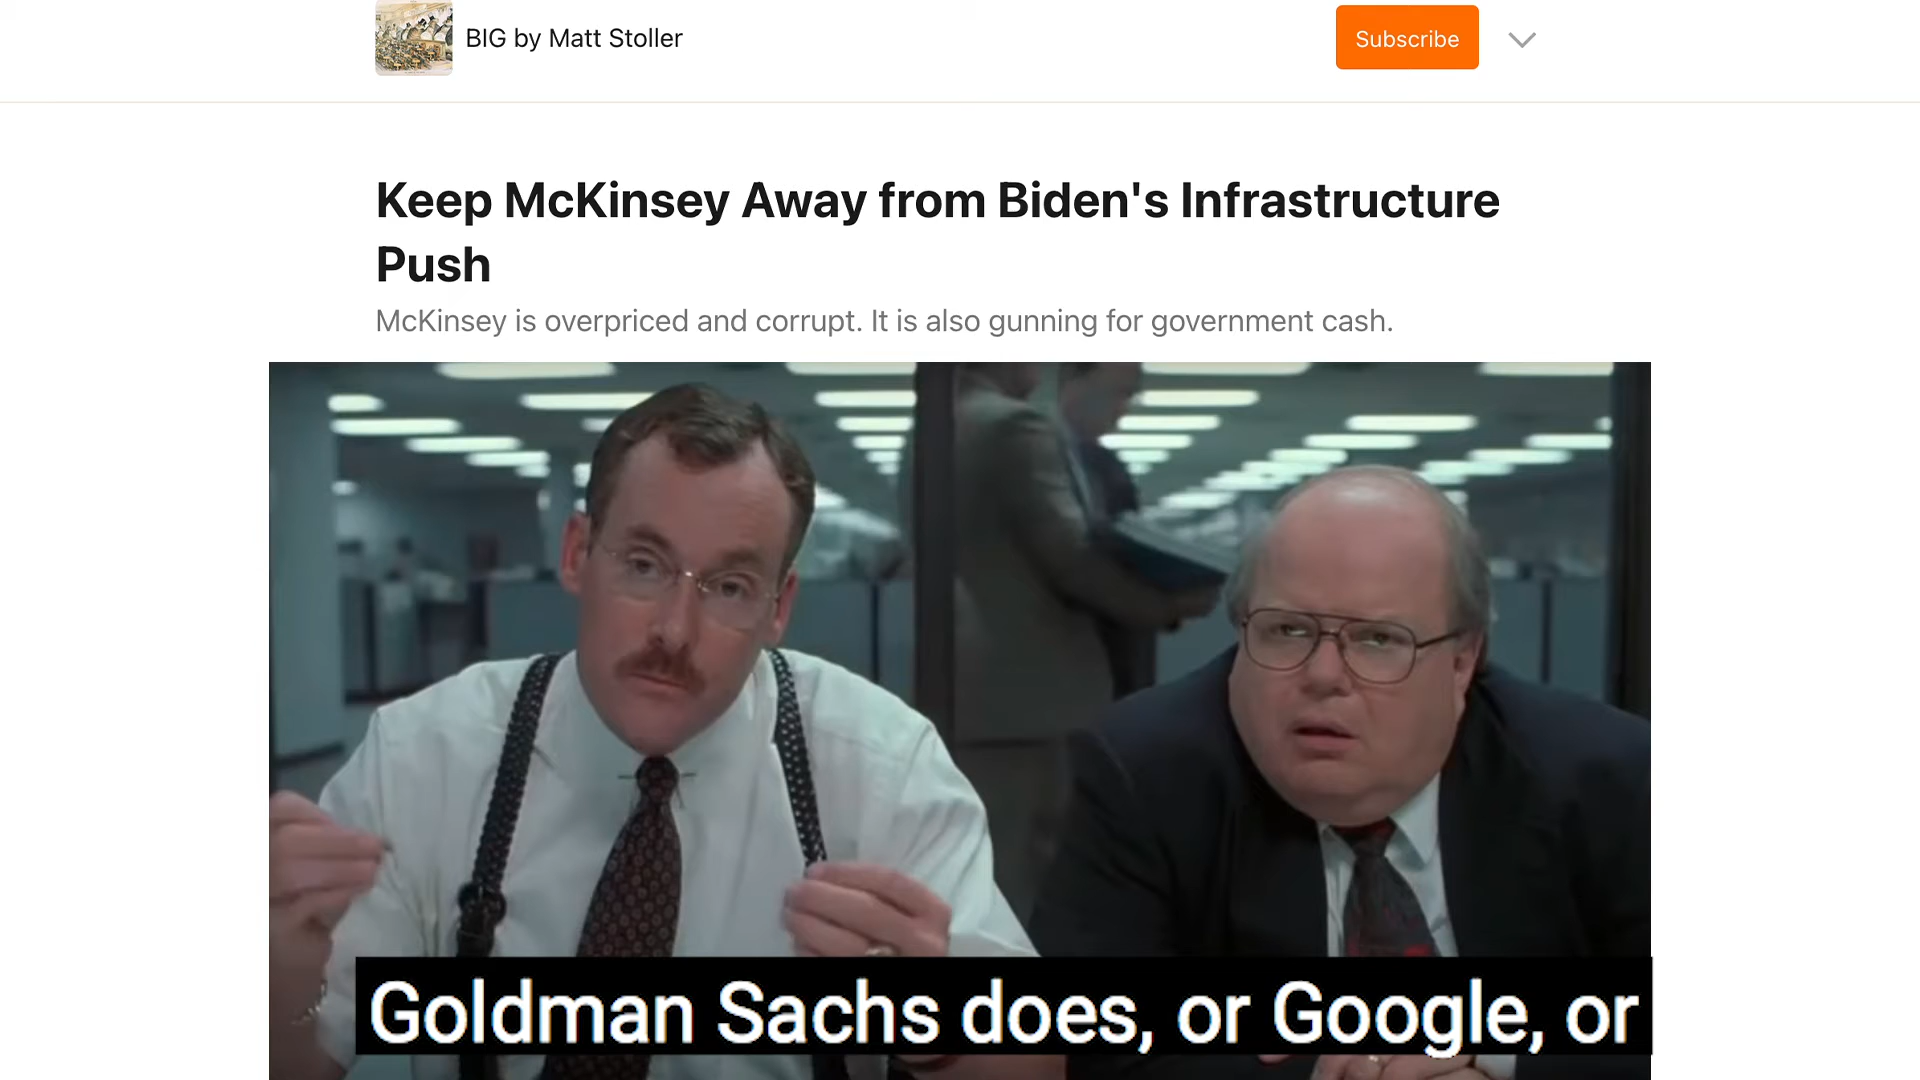 BIG by Matt Stoller
Subscribe
Keep McKinsey Away from Biden's Infrastructure
Push
McKinsey is overpriced and corrupt. It is also gunning for government cash.
Goldman Sachs does, or Google, or